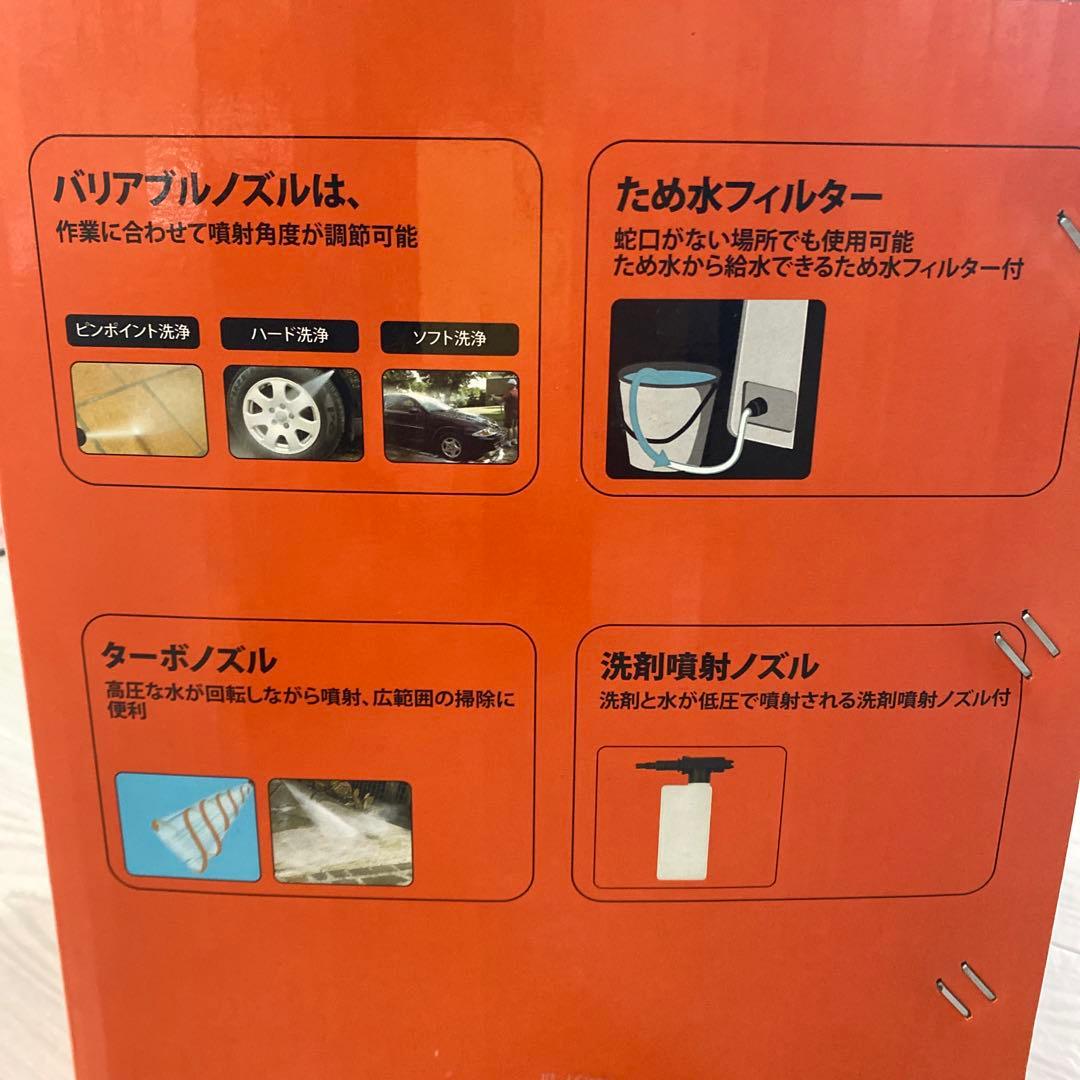 バリアブルノズルは、
作業に合わせて噴射角度が調節可能
ピンポイント洗浄
ハード洗浄
ソフト洗浄
ため水フィルター
蛇口がない場所でも使用可能
ため水から給水できるため水フィルター付
ターボノズル
高圧な水が回転しながら噴射、広範囲の掃除に
便利
洗剤噴射ノズル
洗剤と水が低圧で噴射される洗剤噴射ノズル付